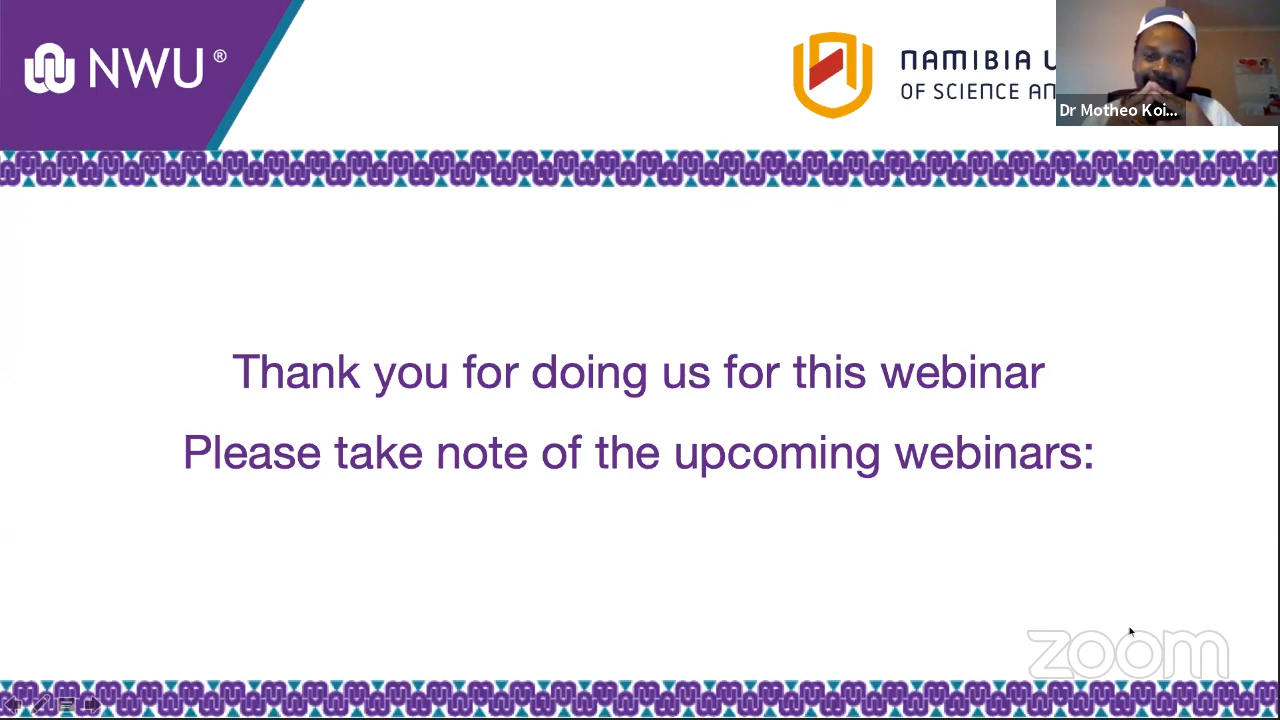 NWU®
NAMIBIA U
OF SCIENCE AN
Dr Motheo Koi...
Thank you for doing us for this webinar
Please take note of the upcoming webinars:
zoom